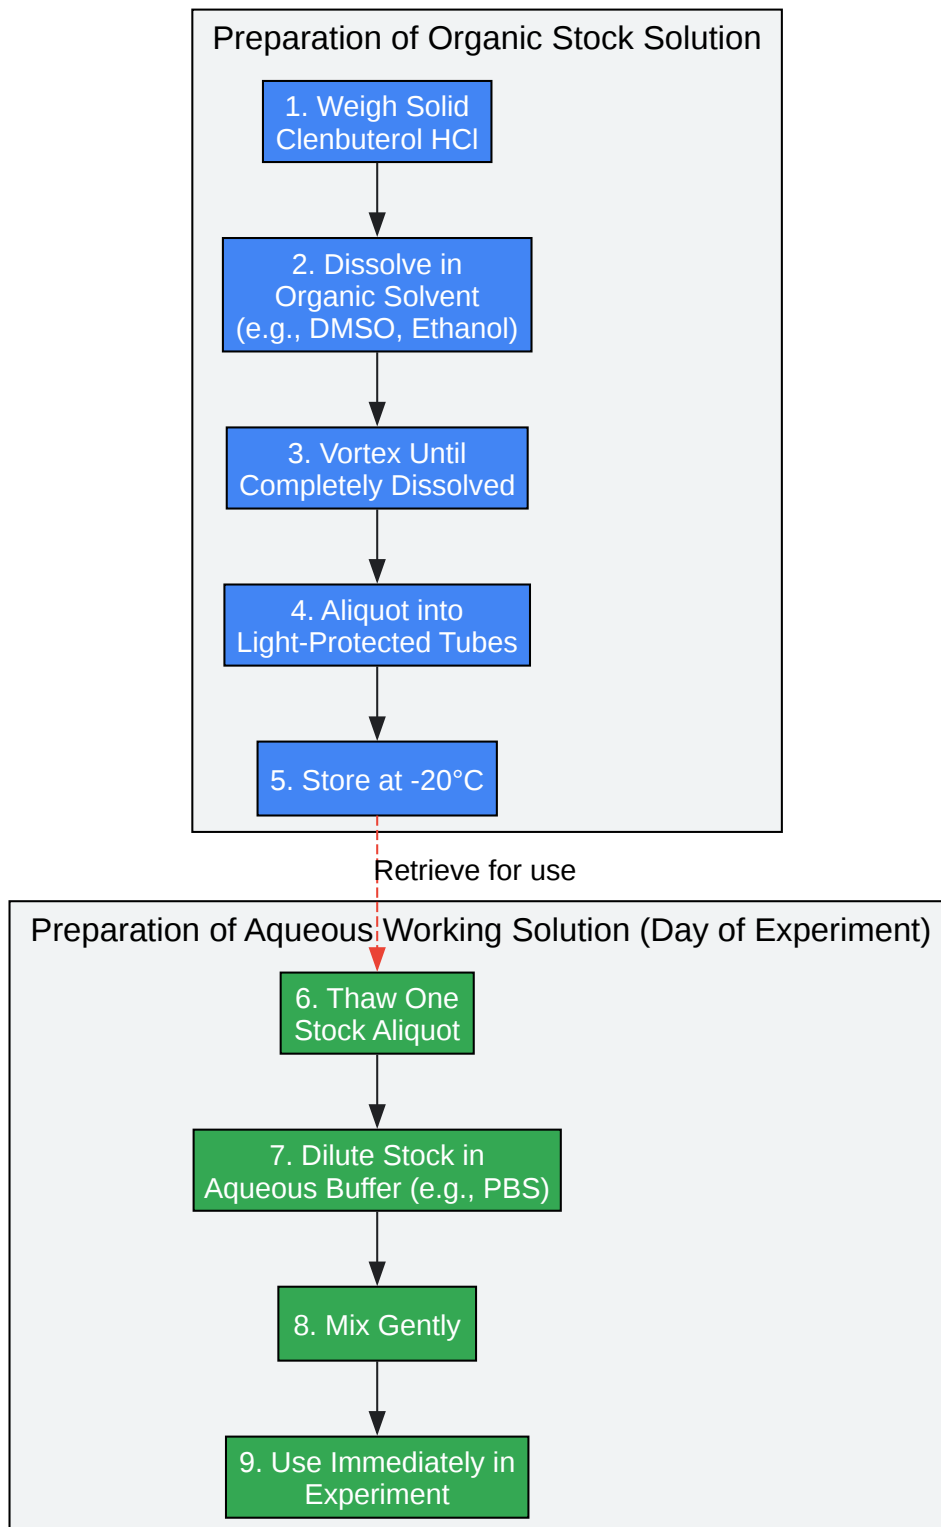 Preparation of Organic Stock Solution
1. Weigh Solid
Clenbuterol HCl
2. Dissolve in
Organic Solvent
(e.g., DMSO, Ethanol)
3. Vortex Until
Completely Dissolved
4. Aliquot into
Light-Protected Tubes
5. Store at -20°C
Retrieve for use
Preparation of Aqueous Working Solution (Day of Experiment)
6. Thaw One
Stock Aliquot
7. Dilute Stock in
Aqueous Buffer (e.g., PBS)
8. Mix Gently
9. Use Immediately in
Experiment